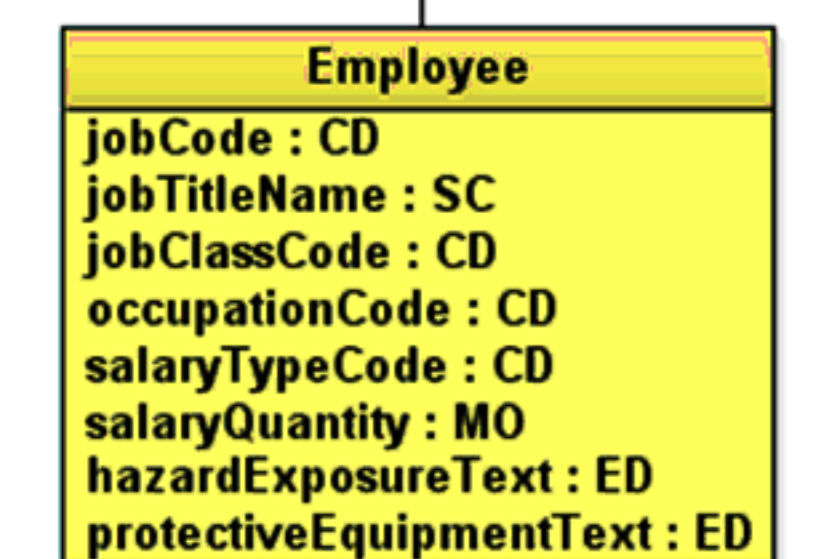 Employee
jobCode : CD
jobTitleName : SC
jobClassCode : CD
occupationCode : CD
salaryTypeCode : CD
salaryQuantity : MO
hazardExposureText : ED
protectiveEquipmentText : ED